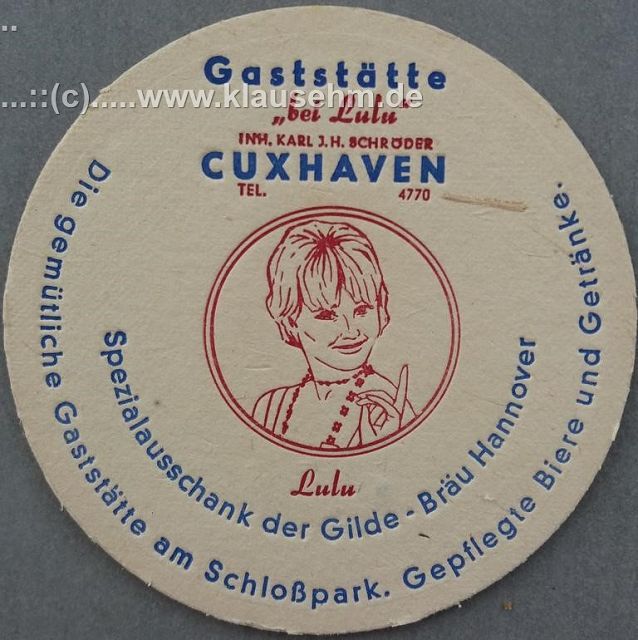 Gaststätte
...::(c).....www.klausehm.de
„bei Lulu“
INH. KARL J. H. SCHRÖDER
CUXHAVEN
TEL. 4770
Lulu
Spezialausschank der Gilde - Bräu Hannover
Die gemütliche Gaststätte am Schloßpark. Gepflegte Biere und Getränke.